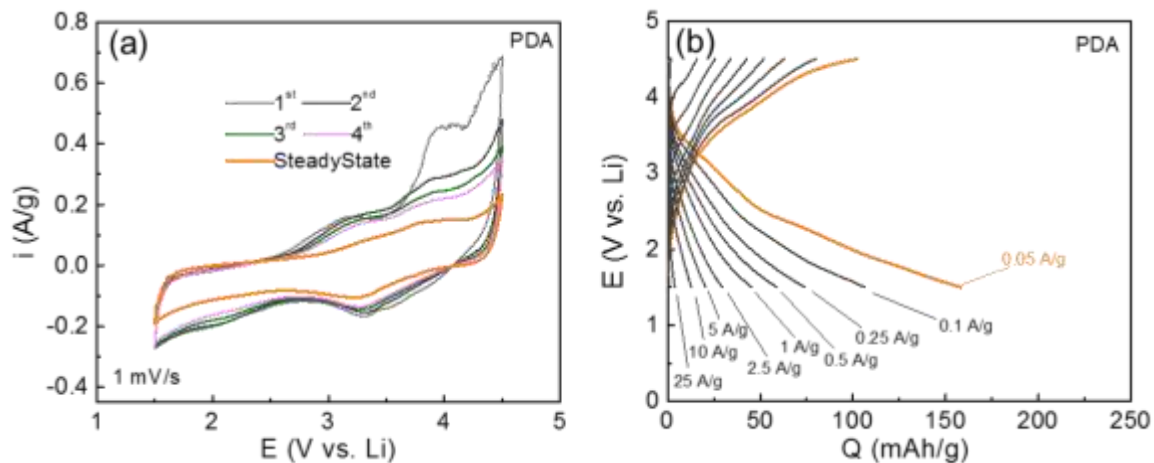 (a)
PDA
1st
2nd
3rd
4th
SteadyState
1 mV/s
0.8
0.6
0.4
0.2
0.0
-0.2
-0.4
i (A/g)
1
2
3
4
5
E (V vs. Li)
(b)
PDA
5
4
3
2
1
0
E (V vs. Li)
0.05 A/g
0.1 A/g
0.25 A/g
0.5 A/g
1 A/g
2.5 A/g
5 A/g
10 A/g
25 A/g
0
50
100
150
200
250
Q (mAh/g)